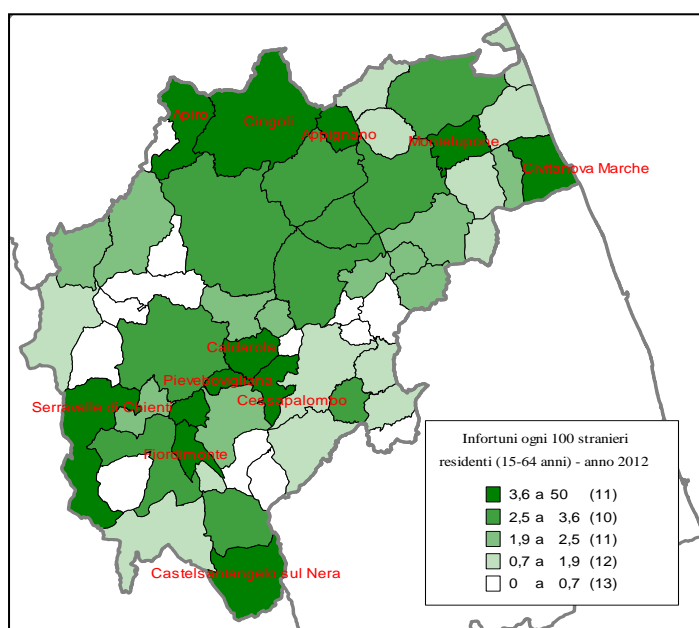 Apiro
Cingoli
Appignano
Montelupone
Civitanova Marche
Caldarola
Pievebovigliana
Serravalle di Chienti
Cessapalombo
Fiordimonte
Castelsantangelo sul Nera
Infortuni ogni 100 stranieri
residenti (15-64 anni) - anno 2012
3,6 a 50 (11)
2,5 a 3,6 (10)
1,9 a 2,5 (11)
0,7 a 1,9 (12)
0 a 0,7 (13)